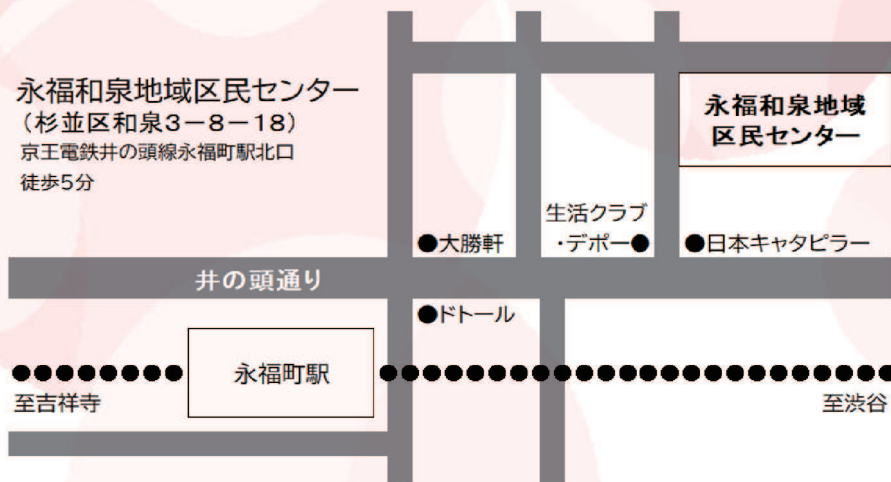 永福和泉地域区民センター
（杉並区和泉3－8－18）
京王電鉄井の頭線永福町駅北口
徒歩5分
永福和泉地域
区民センター
生活クラブ
・デポー●
●大勝軒
●日本キャタピラー
井の頭通り
●ドトール
永福町駅
至吉祥寺
至渋谷